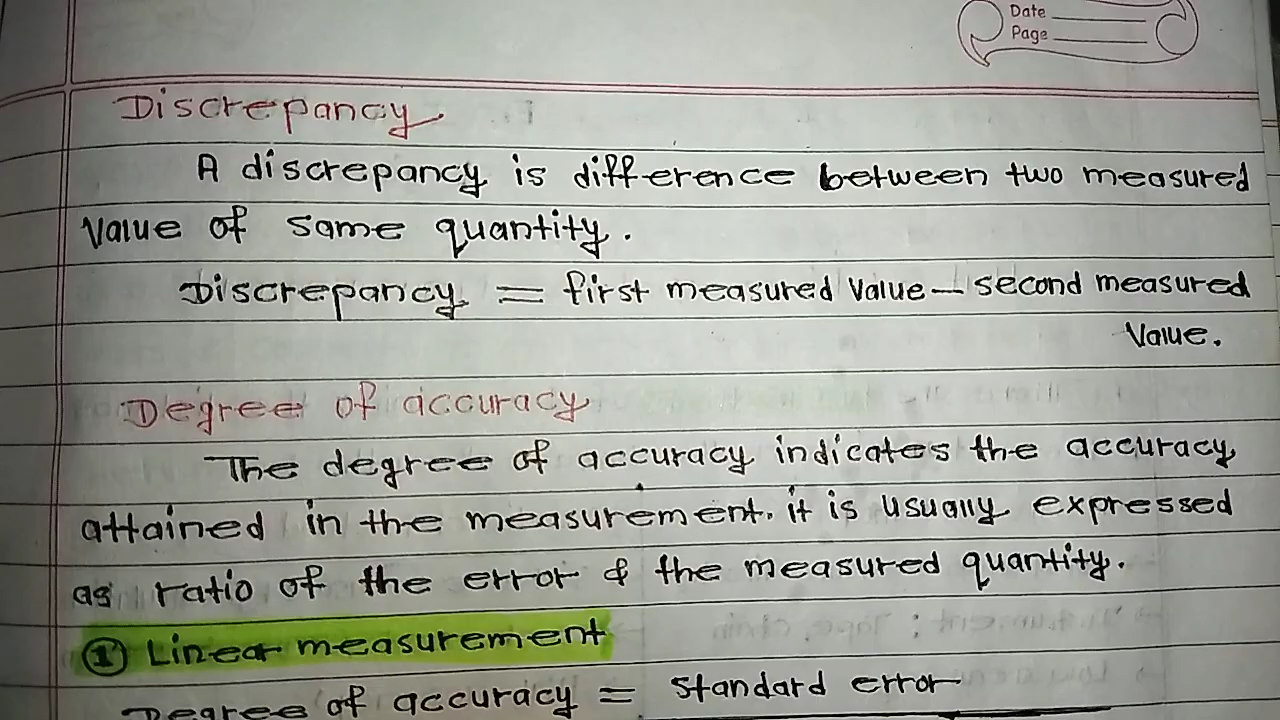 Date
Page
Discrepancy
A discrepancy is difference between two measured
Value of same quantity.
Discrepancy = first measured Value - second measured
Value.
Degree of accuracy
The degree of accuracy indicates the accuracy
attained in the measurement. it is usually expressed
as ratio of the error & the measured quantity.
① Linear measurement
Degree of accuracy = Standard error